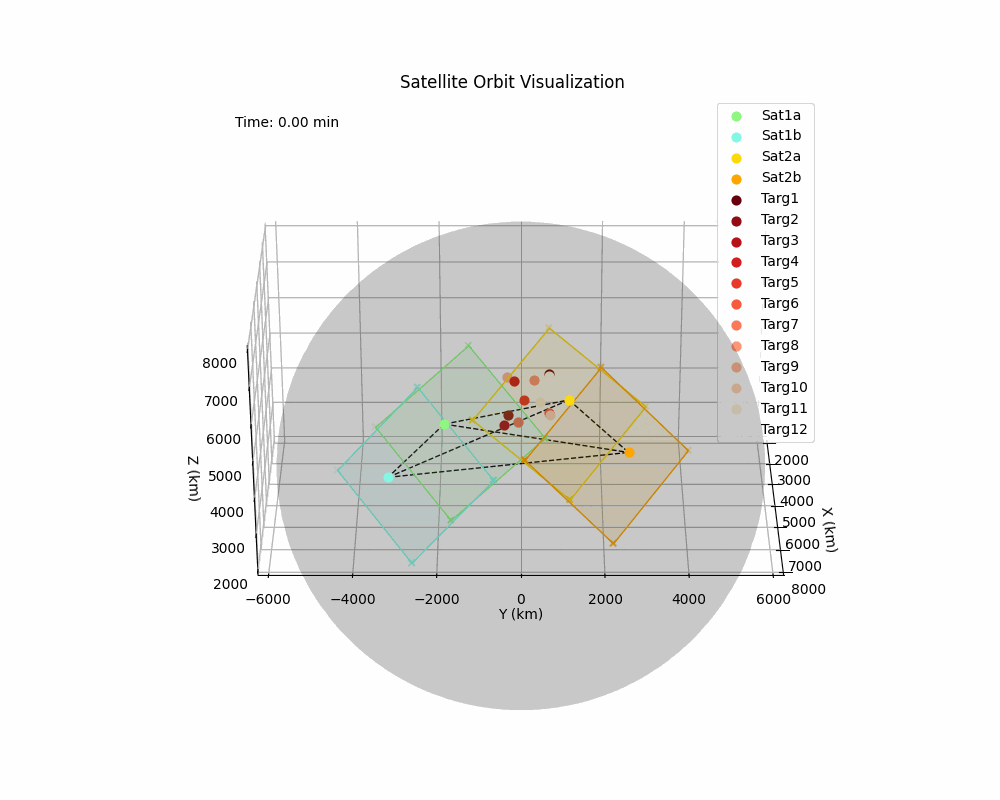 Satellite Orbit Visualization
Time: 0.00 min
Sat1a
Sat1b
Sat2a
Sat2b
Targ1
Targ2
Targ3
Targ4
Targ5
Targ6
Targ7
Targ8
Targ9
Targ10
Targ11
Targ12
8000
7000
6000
5000
4000
3000
2000
Z (km)
−6000
−4000
−2000
0
2000
4000
6000
Y (km)
2000
3000
4000
5000
6000
7000
8000
X (km)